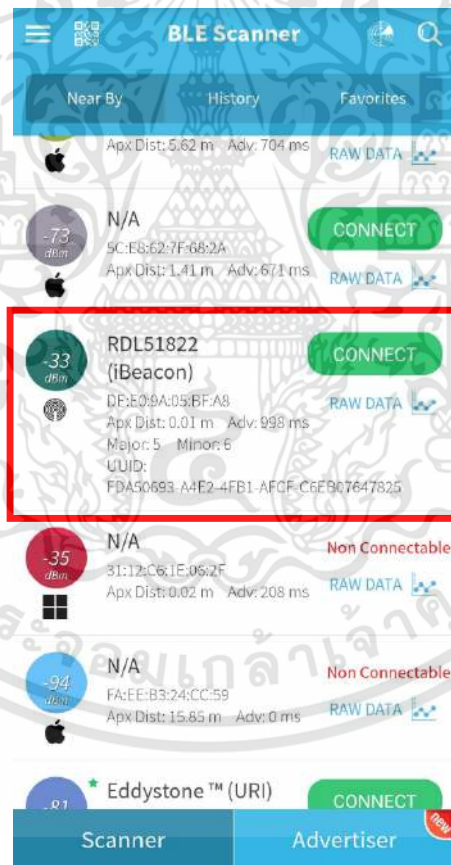 BLE Scanner
Near By History Favorites
Apx Dist: 5.62 m Adv: 704 ms RAW DATA
-73 dBm
N/A CONNECT
5C:E8:62:7F:68:2A
Apx Dist: 1.41 m Adv: 671 ms RAW DATA
-33 dBm
RDL51822
(iBeacon) CONNECT
DE:E0:9A:05:BF:A8
Apx Dist: 0.01 m Adv: 998 ms RAW DATA
Major: 5 Minor: 6
UUID:
FDA50693-A4E2-4FB1-AFCF-C6EB07647825
-35 dBm
N/A Non Connectable
31:12:C6:1E:06:2F
Apx Dist: 0.02 m Adv: 208 ms RAW DATA
-94 dBm
N/A Non Connectable
FA:EE:B3:24:CC:59
Apx Dist: 15.85 m Adv: 0 ms RAW DATA
-81
Eddystone ™ (URI) CONNECT
Scanner Advertiser new